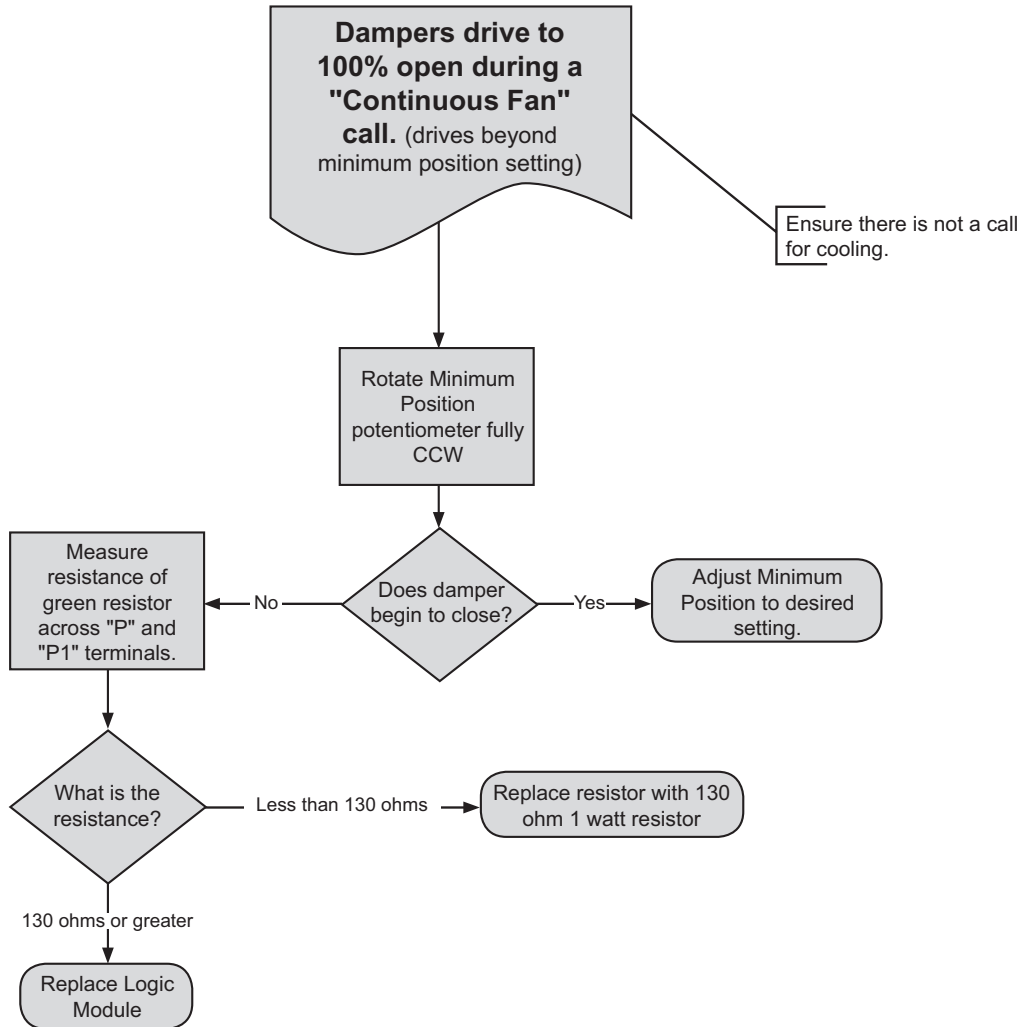 Dampers drive to
100% open during a
"Continuous Fan"
call. (drives beyond
minimum position setting)
Ensure there is not a call
for cooling.
Rotate Minimum
Position
potentiometer fully
CCW
Does damper
begin to close?
No
Yes
Adjust Minimum
Position to desired
setting.
Measure
resistance of
green resistor
across "P" and
"P1" terminals.
What is the
resistance?
Less than 130 ohms
Replace resistor with 130
ohm 1 watt resistor
130 ohms or greater
Replace Logic
Module